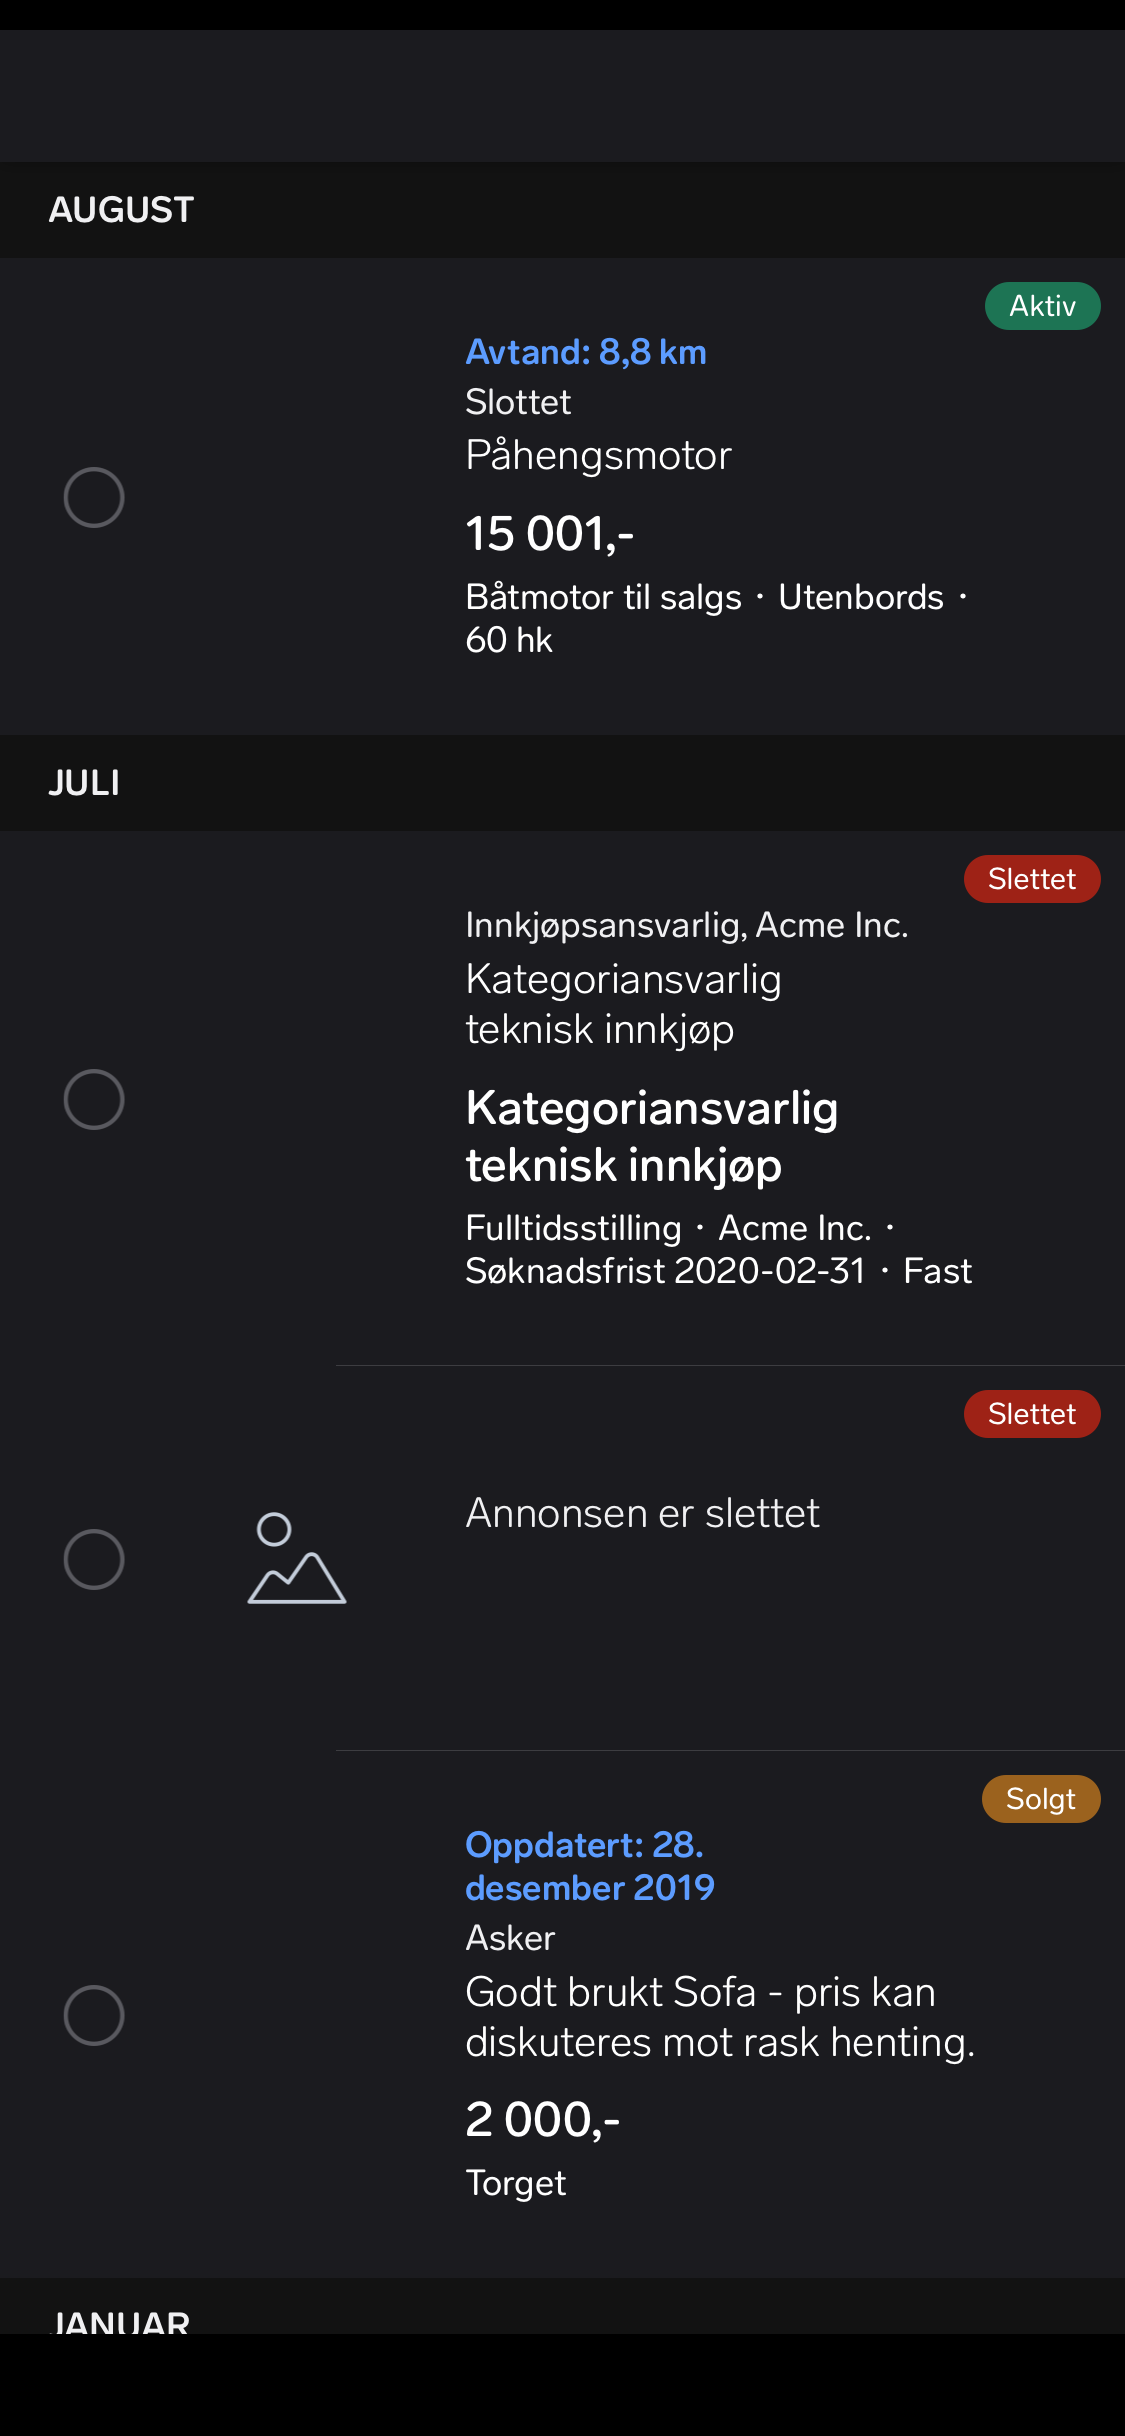 AUGUST
Aktiv
Avtand: 8,8 km
Slottet
Påhengsmotor
15 001,-
Båtmotor til salgs · Utenbords ·
60 hk
JULI
Slettet
Innkjøpsansvarlig, Acme Inc.
Kategoriansvarlig
teknisk innkjøp
Kategoriansvarlig
teknisk innkjøp
Fulltidsstilling · Acme Inc. ·
Søknadsfrist 2020-02-31 · Fast
Slettet
Annonsen er slettet
Solgt
Oppdatert: 28.
desember 2019
Asker
Godt brukt Sofa - pris kan
diskuteres mot rask henting.
2 000,-
Torget
JANUAR